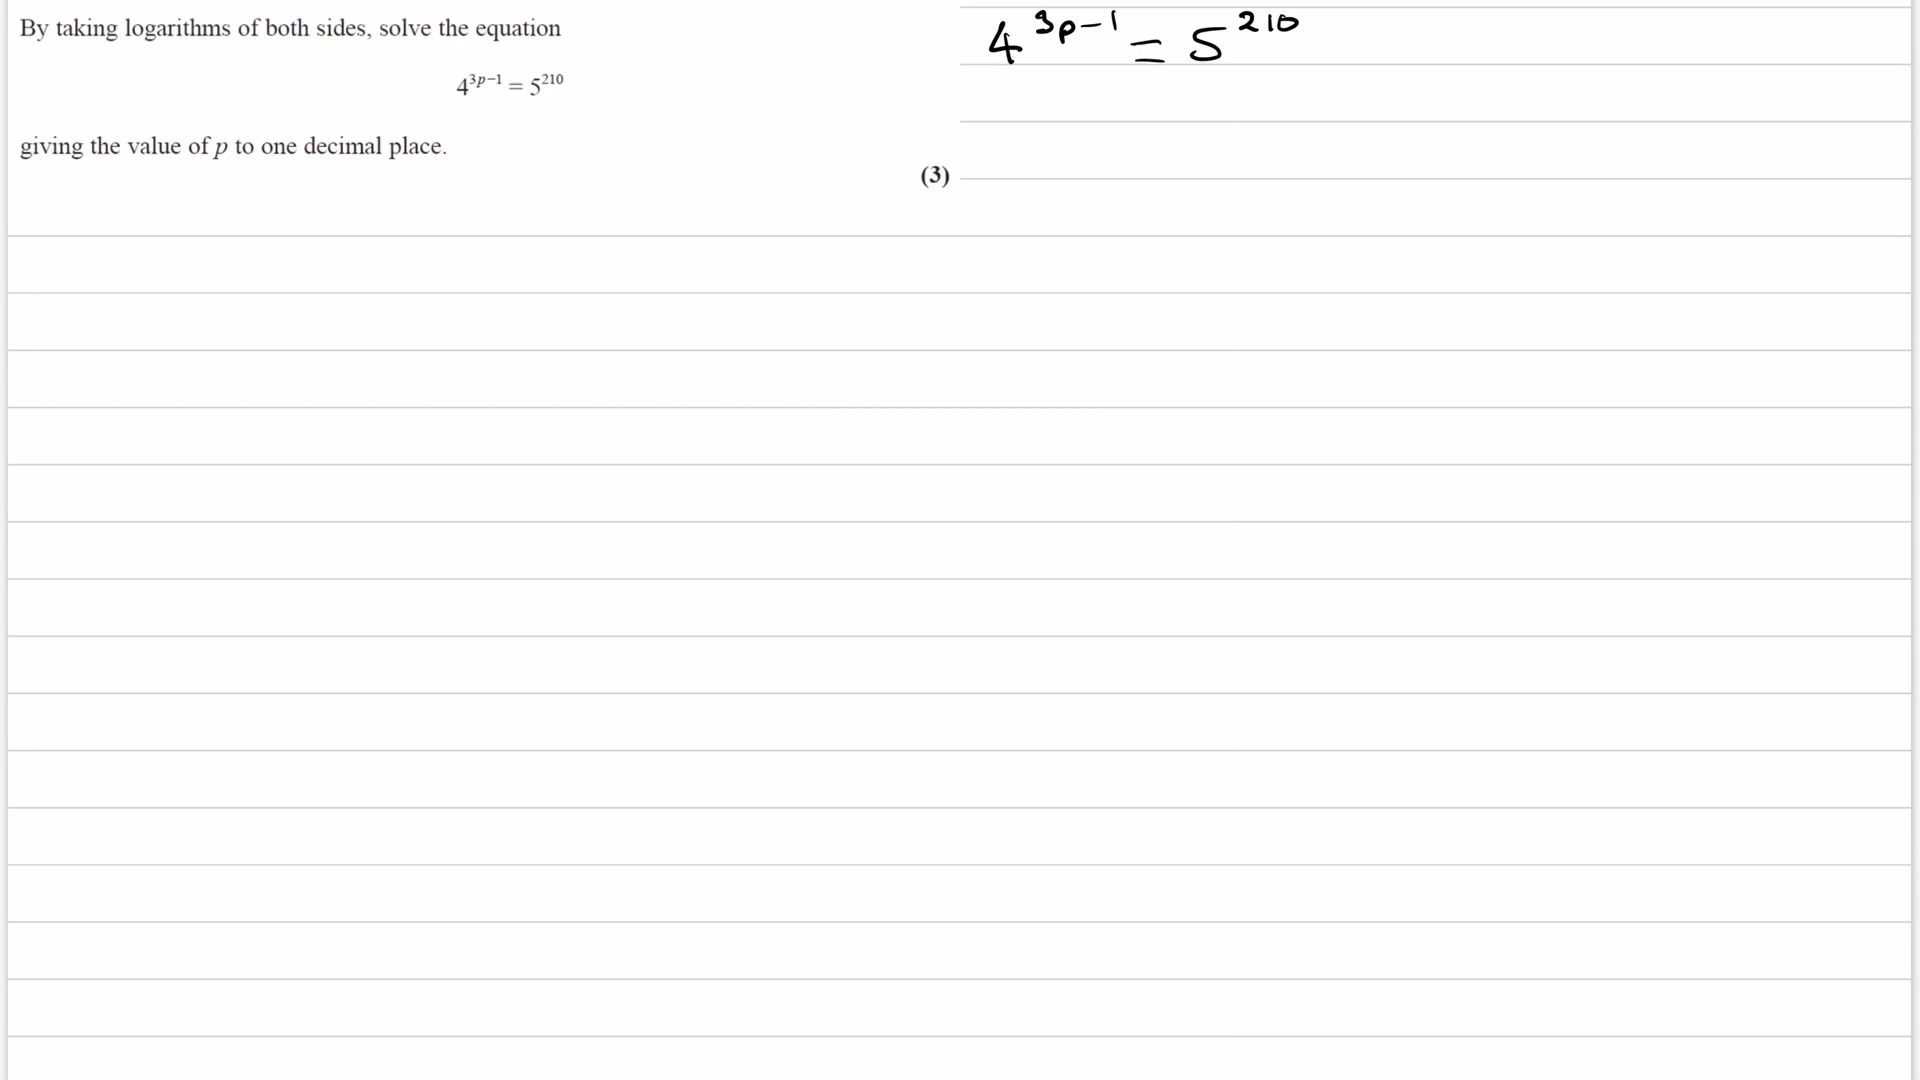 By taking logarithms of both sides, solve the equation
4^{3p−1} = 5^{210}
giving the value of p to one decimal place.
(3)
4^{3p−1} = 5^{210}